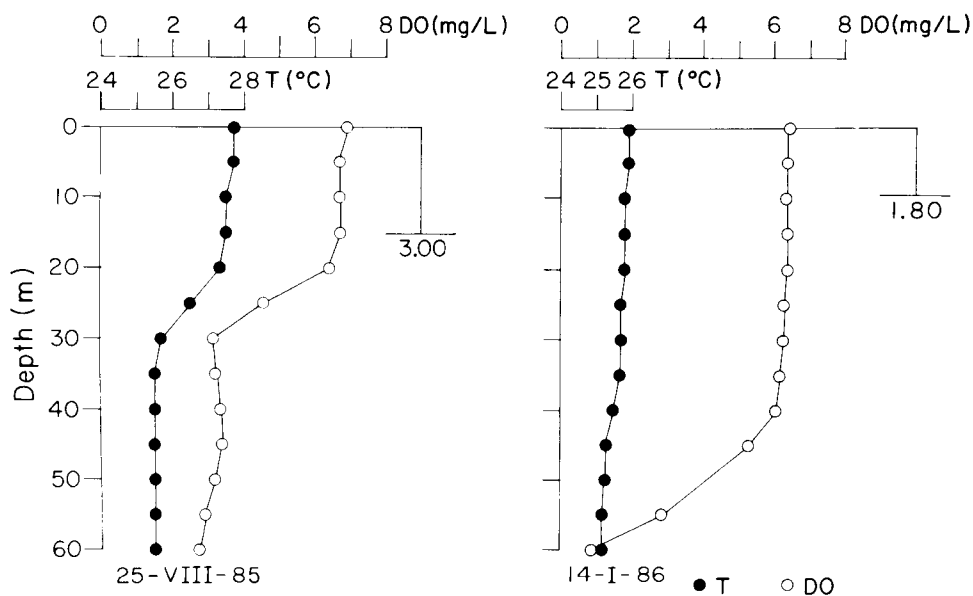 0 2 4 6 8 DO(mg/L)
24 26 28 T (°C)
0 2 4 6 8 DO(mg/L)
24 25 26 T (°C)
Depth (m)
0
10
20
30
40
50
60
3.00
1.80
25-VIII-85
14-I-86
T
DO